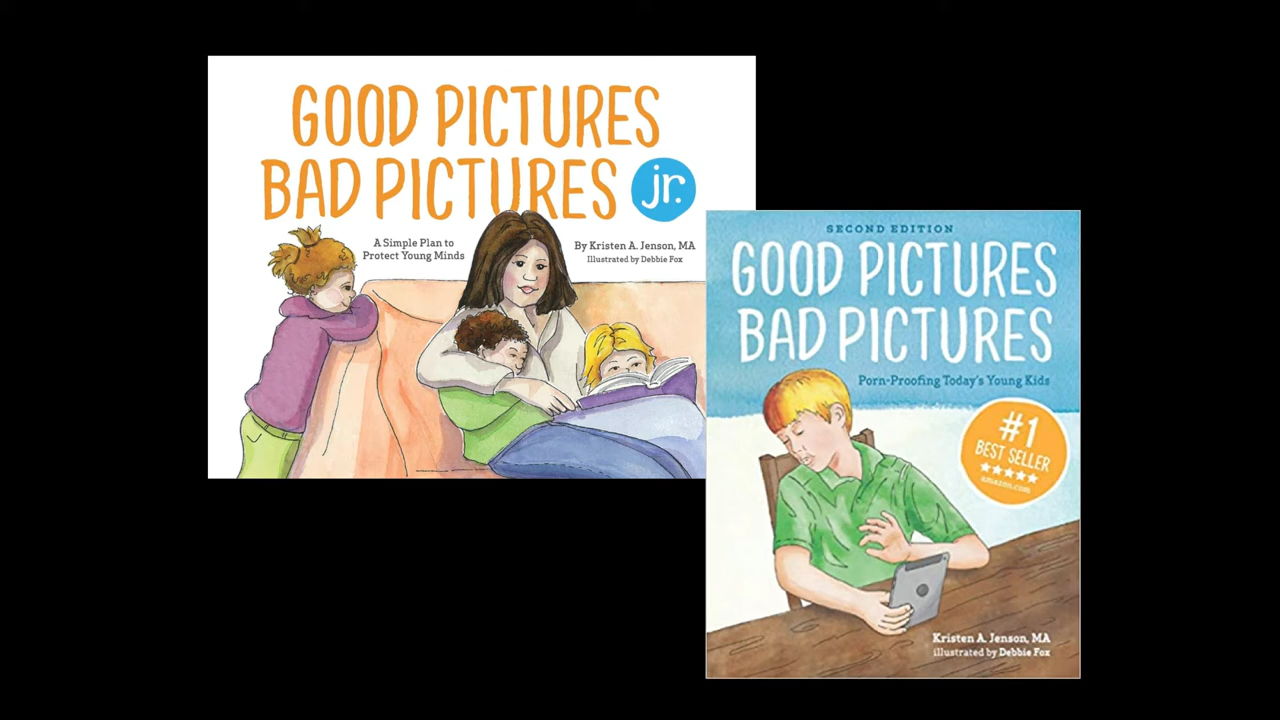 GOOD PICTURES
BAD PICTURES jr.
A Simple Plan to
Protect Young Minds
By Kristen A. Jenson, MA
Illustrated by Debbie Fox
SECOND EDITION
GOOD PICTURES
BAD PICTURES
Porn-Proofing Today's Young Kids
#1
BEST SELLER
amazon.com
Kristen A. Jenson, MA
illustrated by Debbie Fox